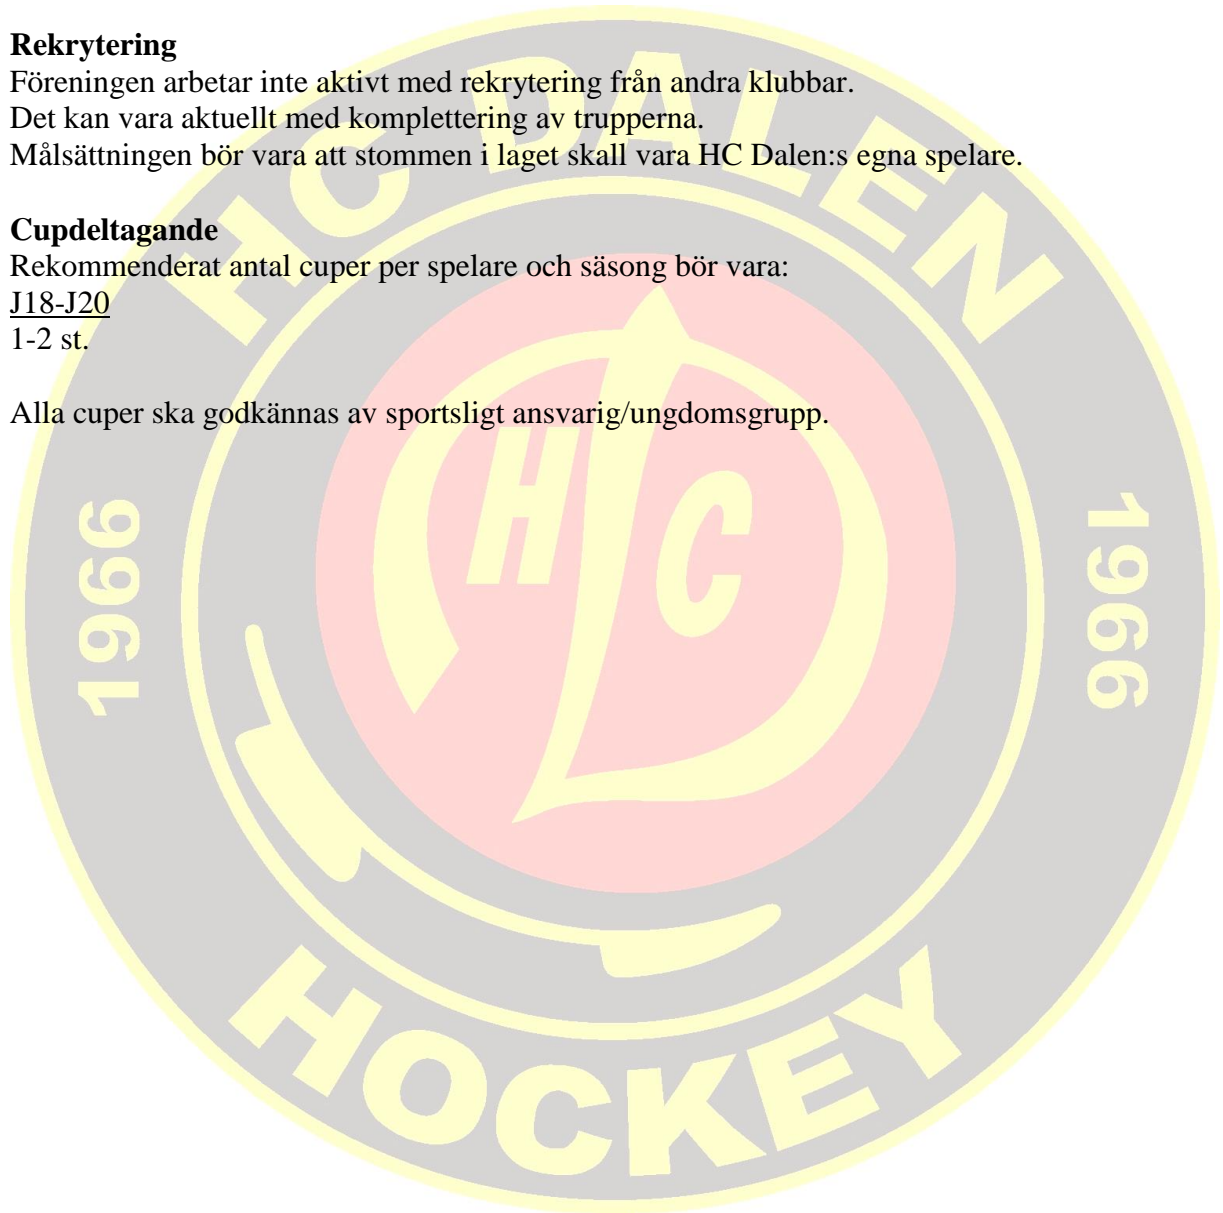 Rekrytering
Föreningen arbetar inte aktivt med rekrytering från andra klubbar.
Det kan vara aktuellt med komplettering av trupperna.
Målsättningen bör vara att stommen i laget skall vara HC Dalen:s egna spelare.
Cupdeltagande
Rekommenderat antal cuper per spelare och säsong bör vara:
J18-J20
1-2 st.
Alla cuper ska godkännas av sportsligt ansvarig/ungdomsgrupp.
HC DALEN
HC
1966
1966
HOCKEY